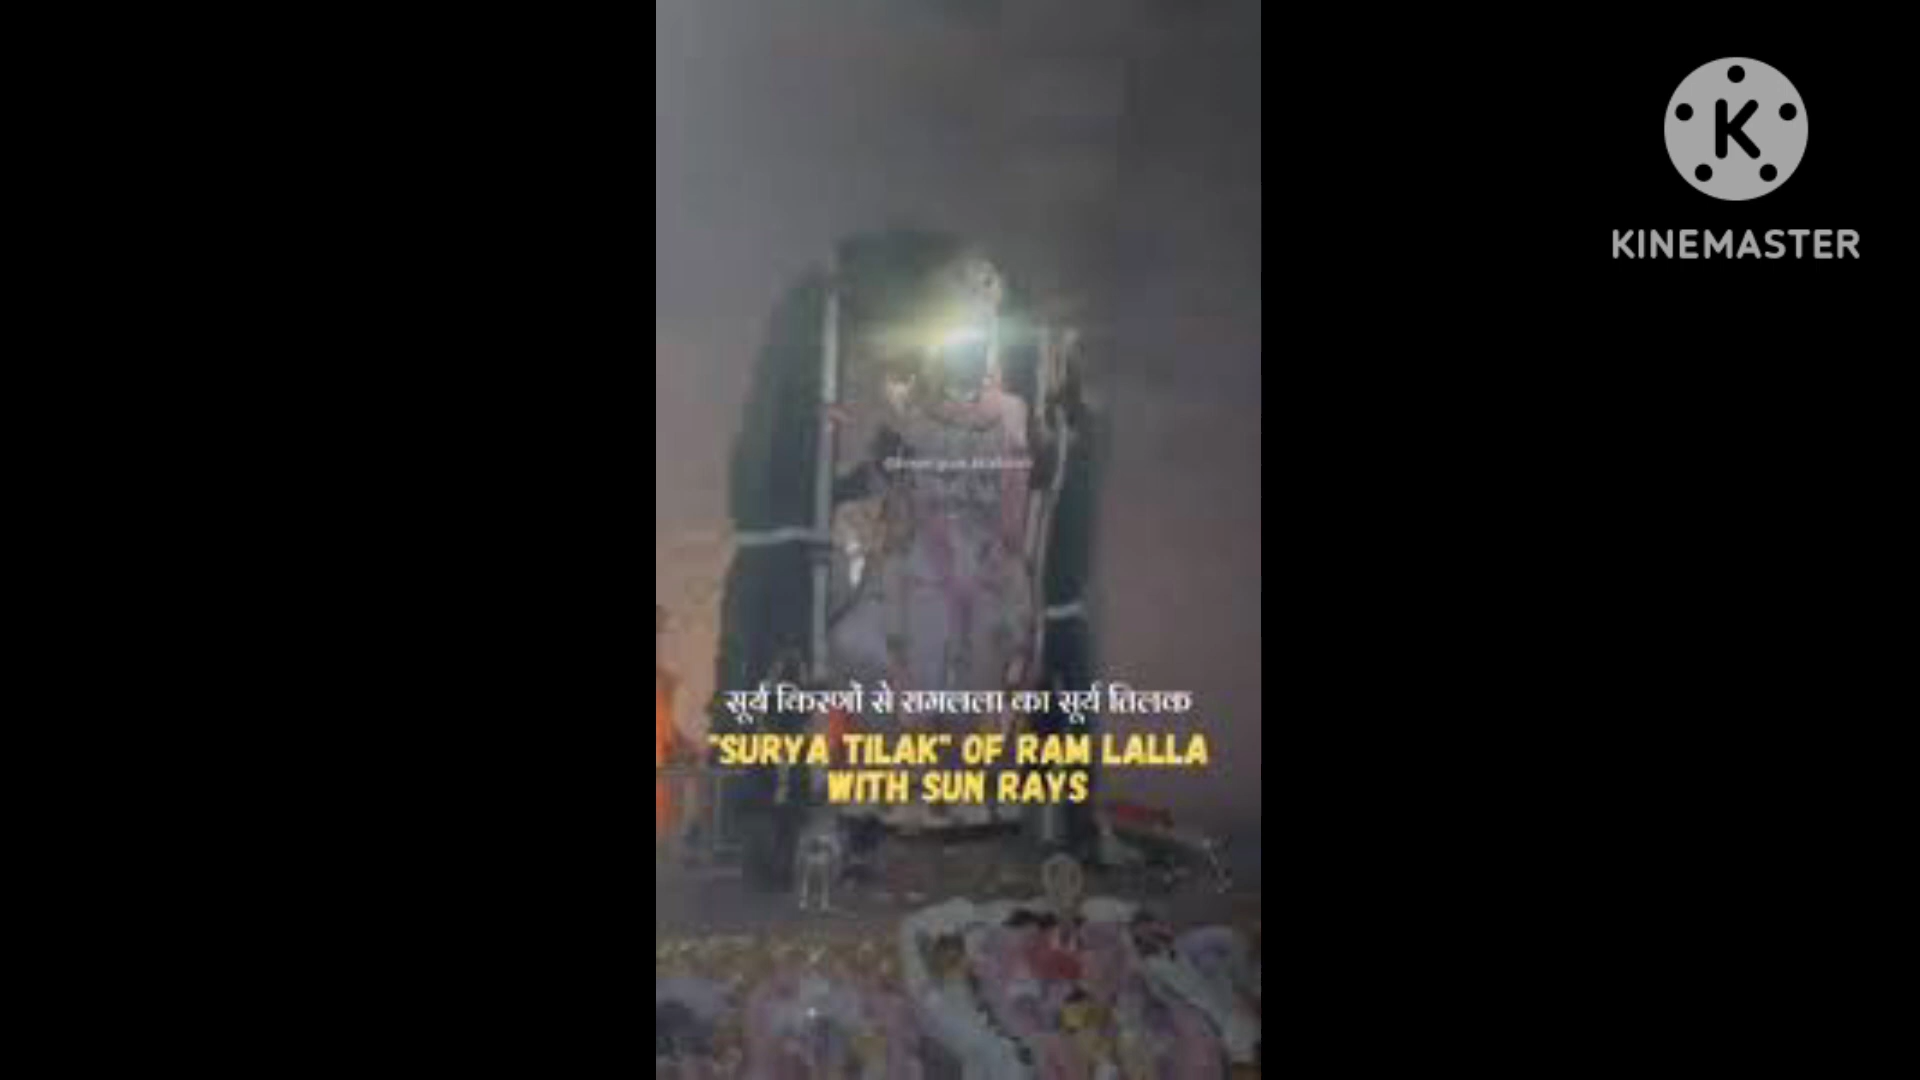 KINEMASTER
सूर्य किरणों से रामलला का सूर्य तिलक
"SURYA TILAK" OF RAM LALLA
WITH SUN RAYS